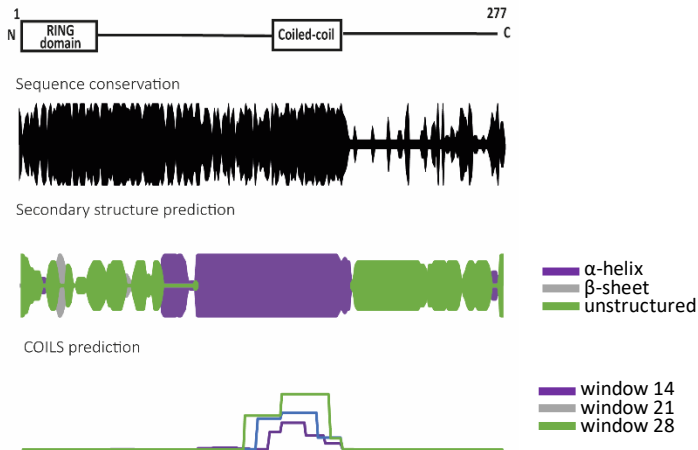 1 277
N RING domain Coiled-coil C
Sequence conservation
Secondary structure prediction
α-helix
β-sheet
unstructured
COILS prediction
window 14
window 21
window 28